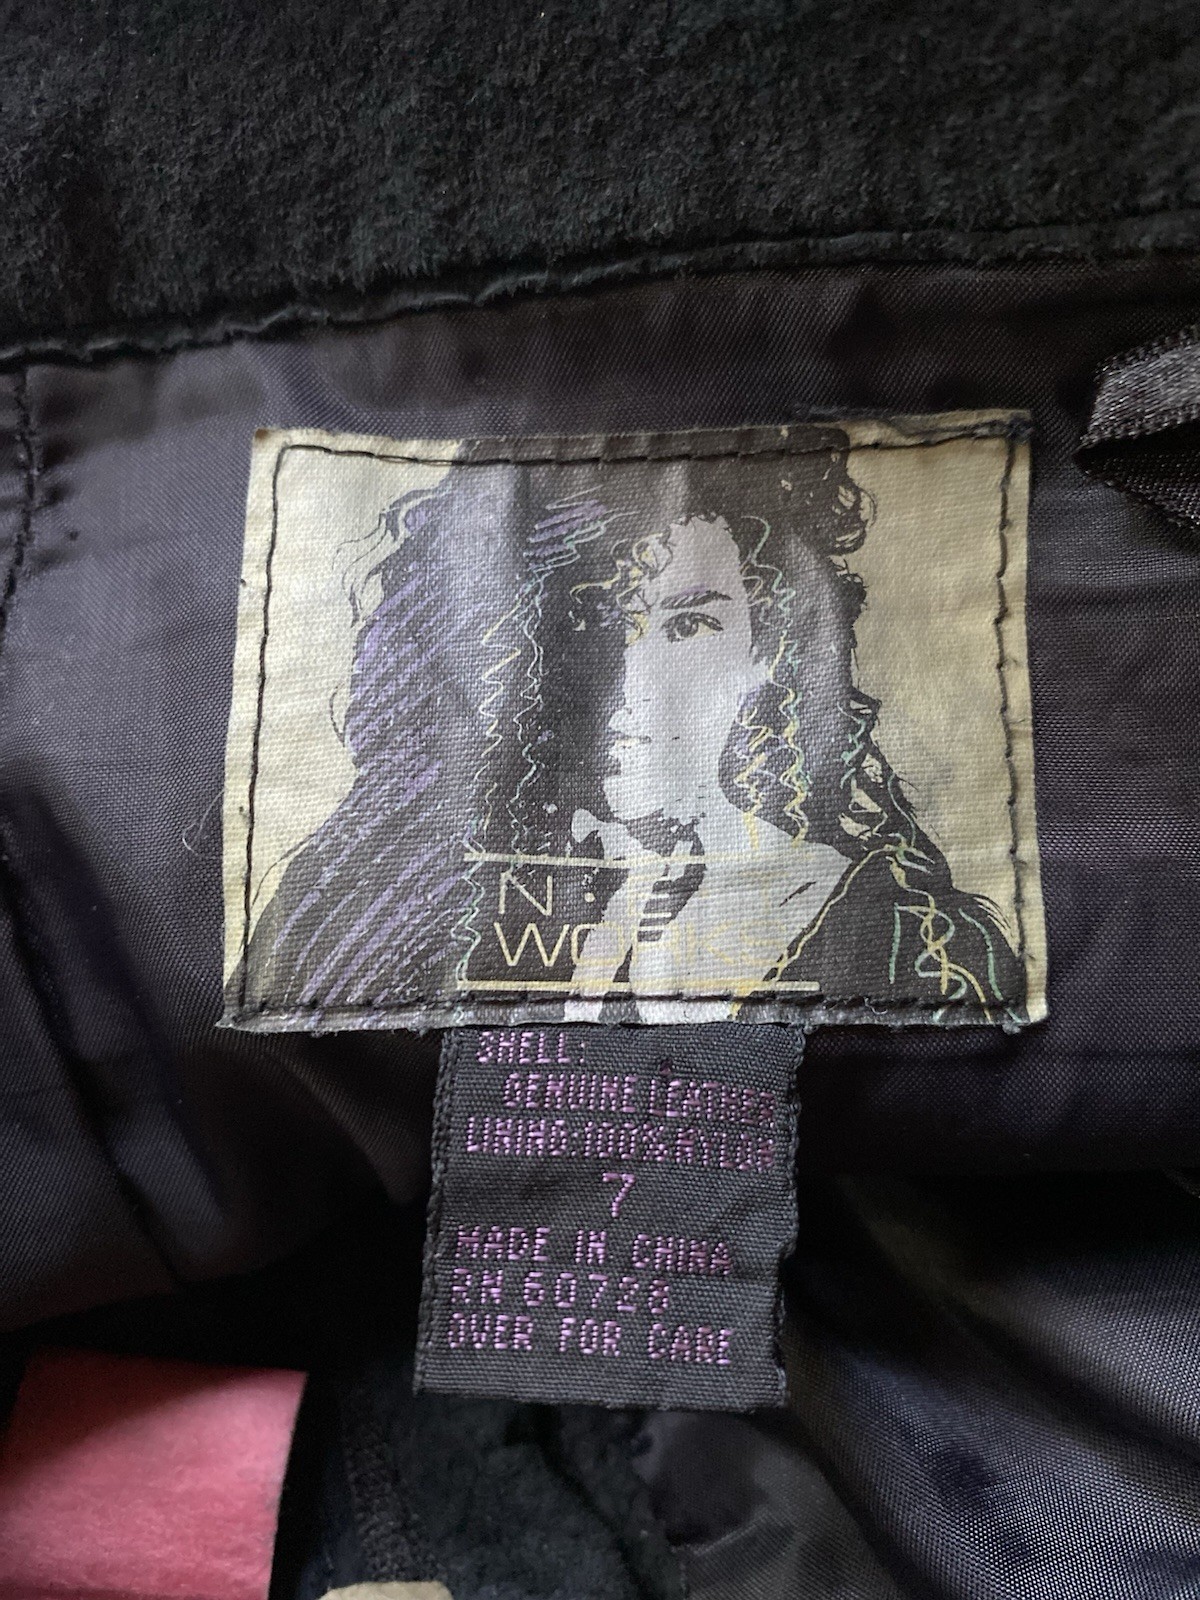 N:
WORKS
SHELL:
GENUINE LEATHER
LINING:100% NYLON
7
MADE IN CHINA
RN 60728
OVER FOR CARE